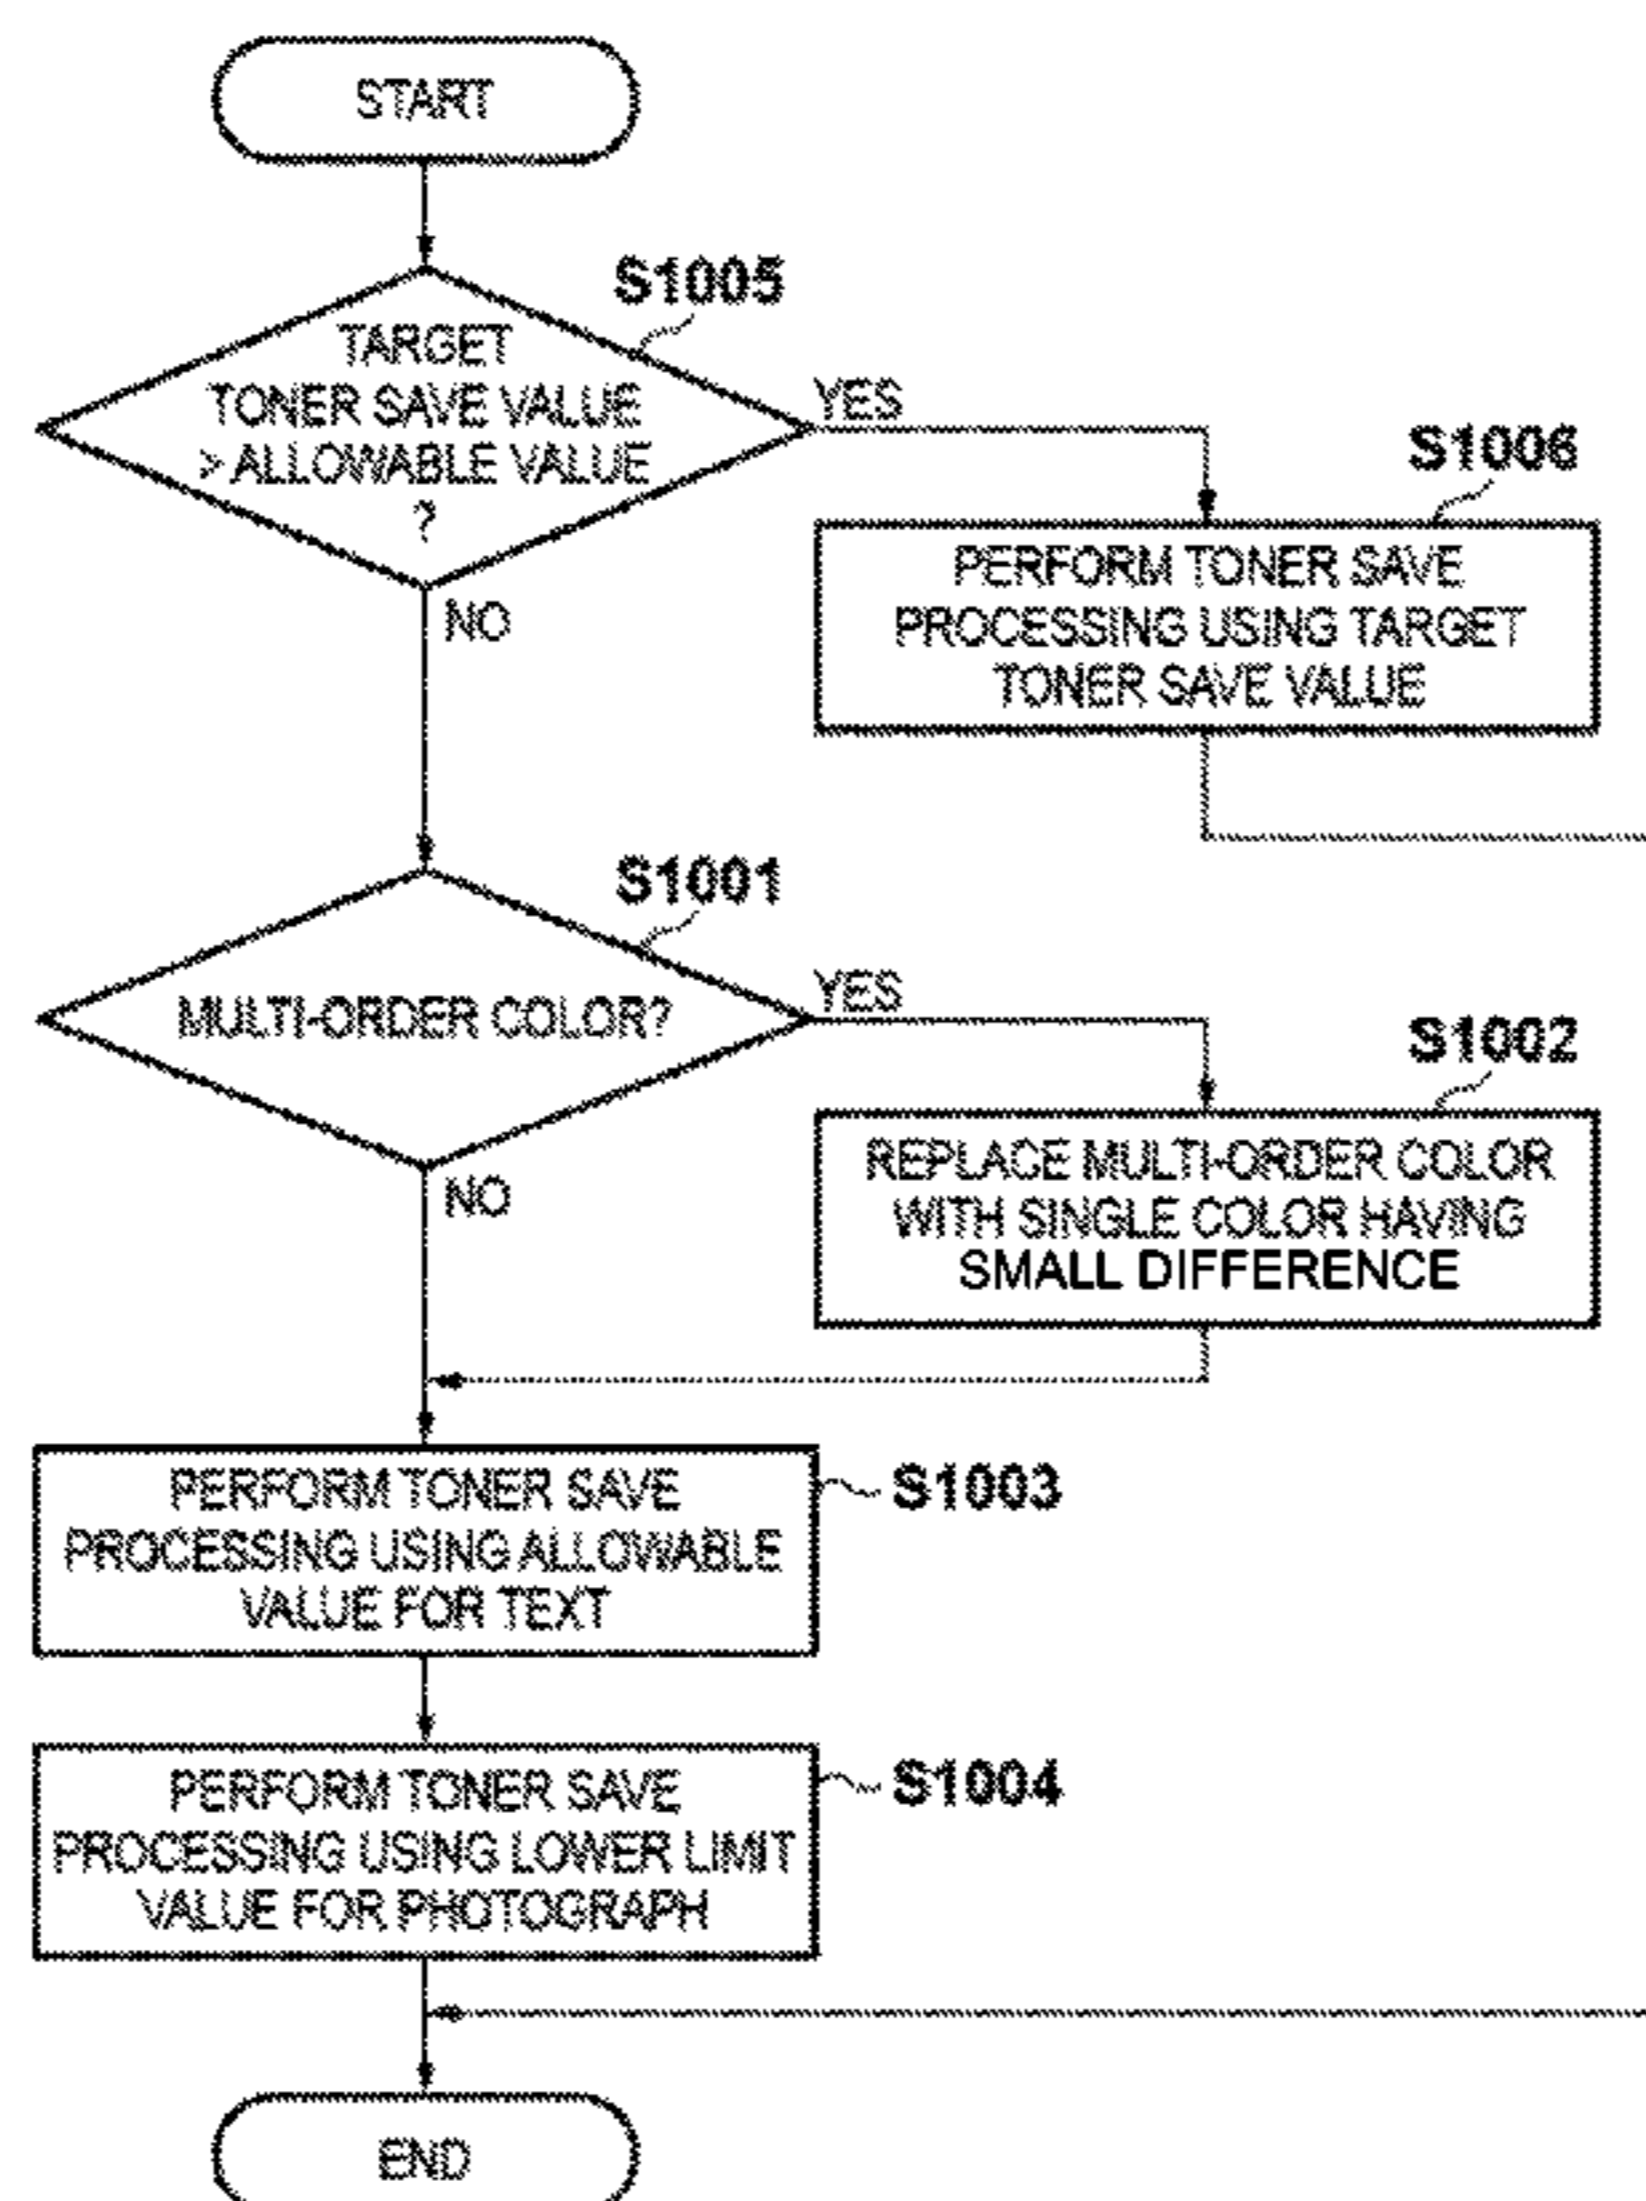 START
S1005
TARGET
TONER SAVE VALUE
> ALLOWABLE VALUE
?
YES
NO
S1006
PERFORM TONER SAVE
PROCESSING USING TARGET
TONER SAVE VALUE
S1001
MULTI-ORDER COLOR?
YES
NO
S1002
REPLACE MULTI-ORDER COLOR
WITH SINGLE COLOR HAVING
SMALL DIFFERENCE
PERFORM TONER SAVE
PROCESSING USING ALLOWABLE
VALUE FOR TEXT
S1003
PERFORM TONER SAVE
PROCESSING USING LOWER LIMIT
VALUE FOR PHOTOGRAPH
S1004
END